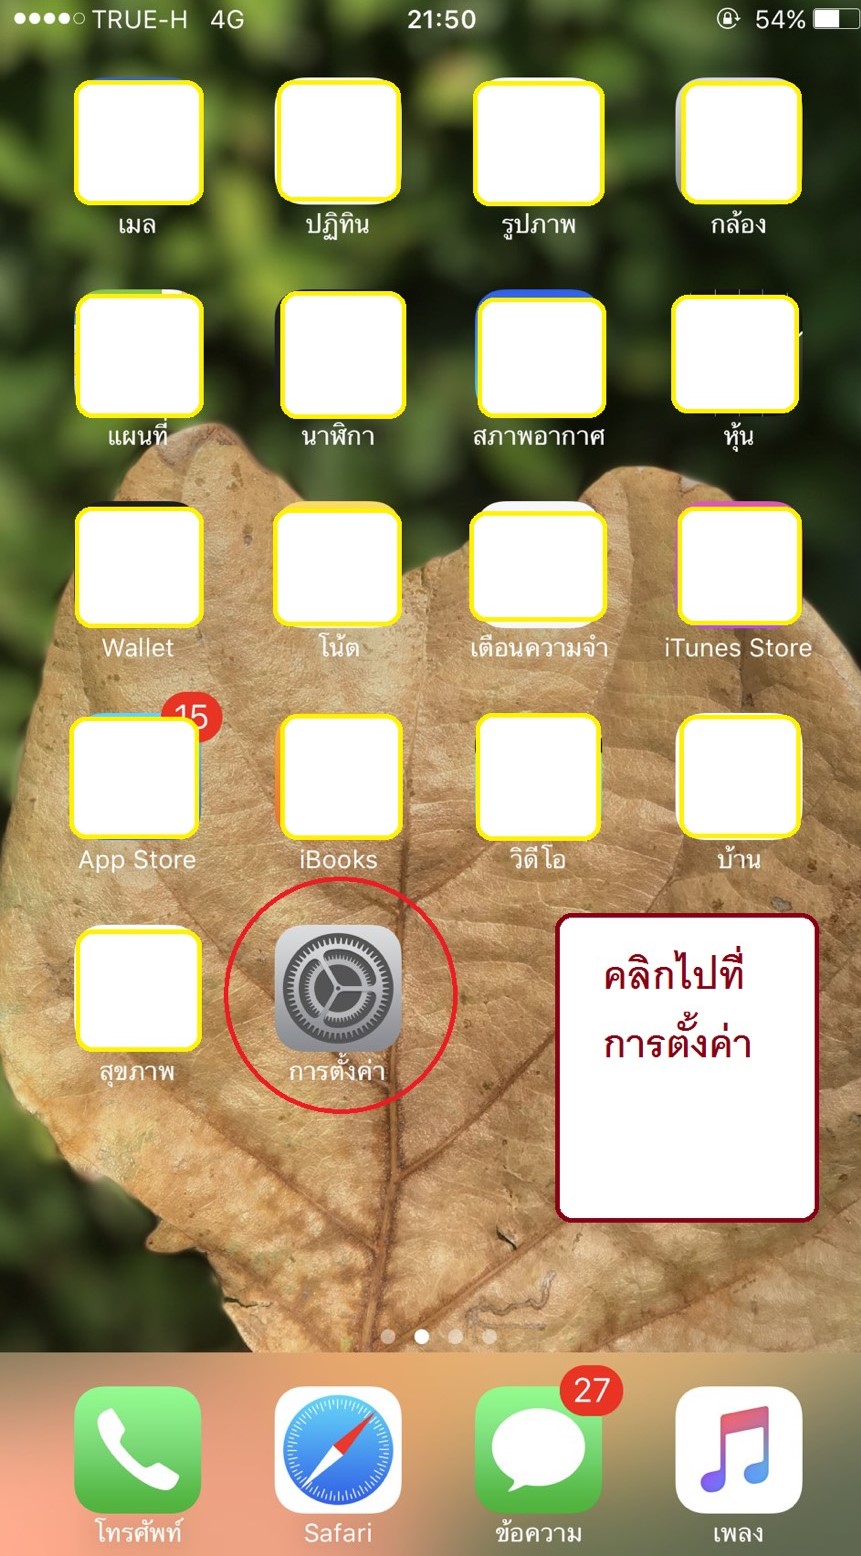 TRUE-H 4G 21:50 54%
เมล ปฏิทิน รูปภาพ กล้อง
แผนที่ นาฬิกา สภาพอากาศ หุ้น
Wallet โน้ต เตือนความจำ iTunes Store
15
App Store iBooks วิดีโอ บ้าน
คลิกไปที่
การตั้งค่า
สุขภาพ การตั้งค่า
27
โทรศัพท์ Safari ข้อความ เพลง